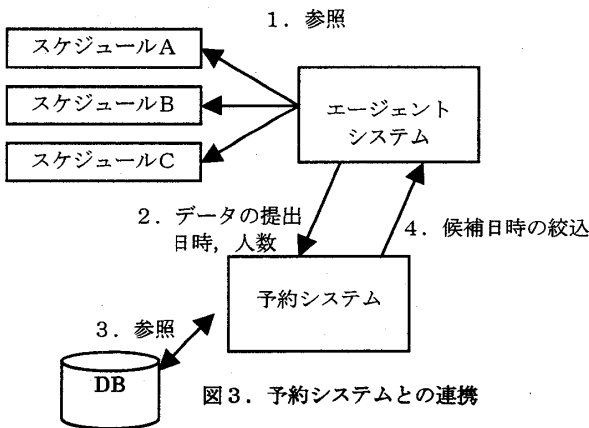 1．参照
スケジュールA
スケジュールB
スケジュールC
エージェント
システム
2．データの提出
日時，人数
4．候補日時の絞込
予約システム
3．参照
DB
図3．予約システムとの連携